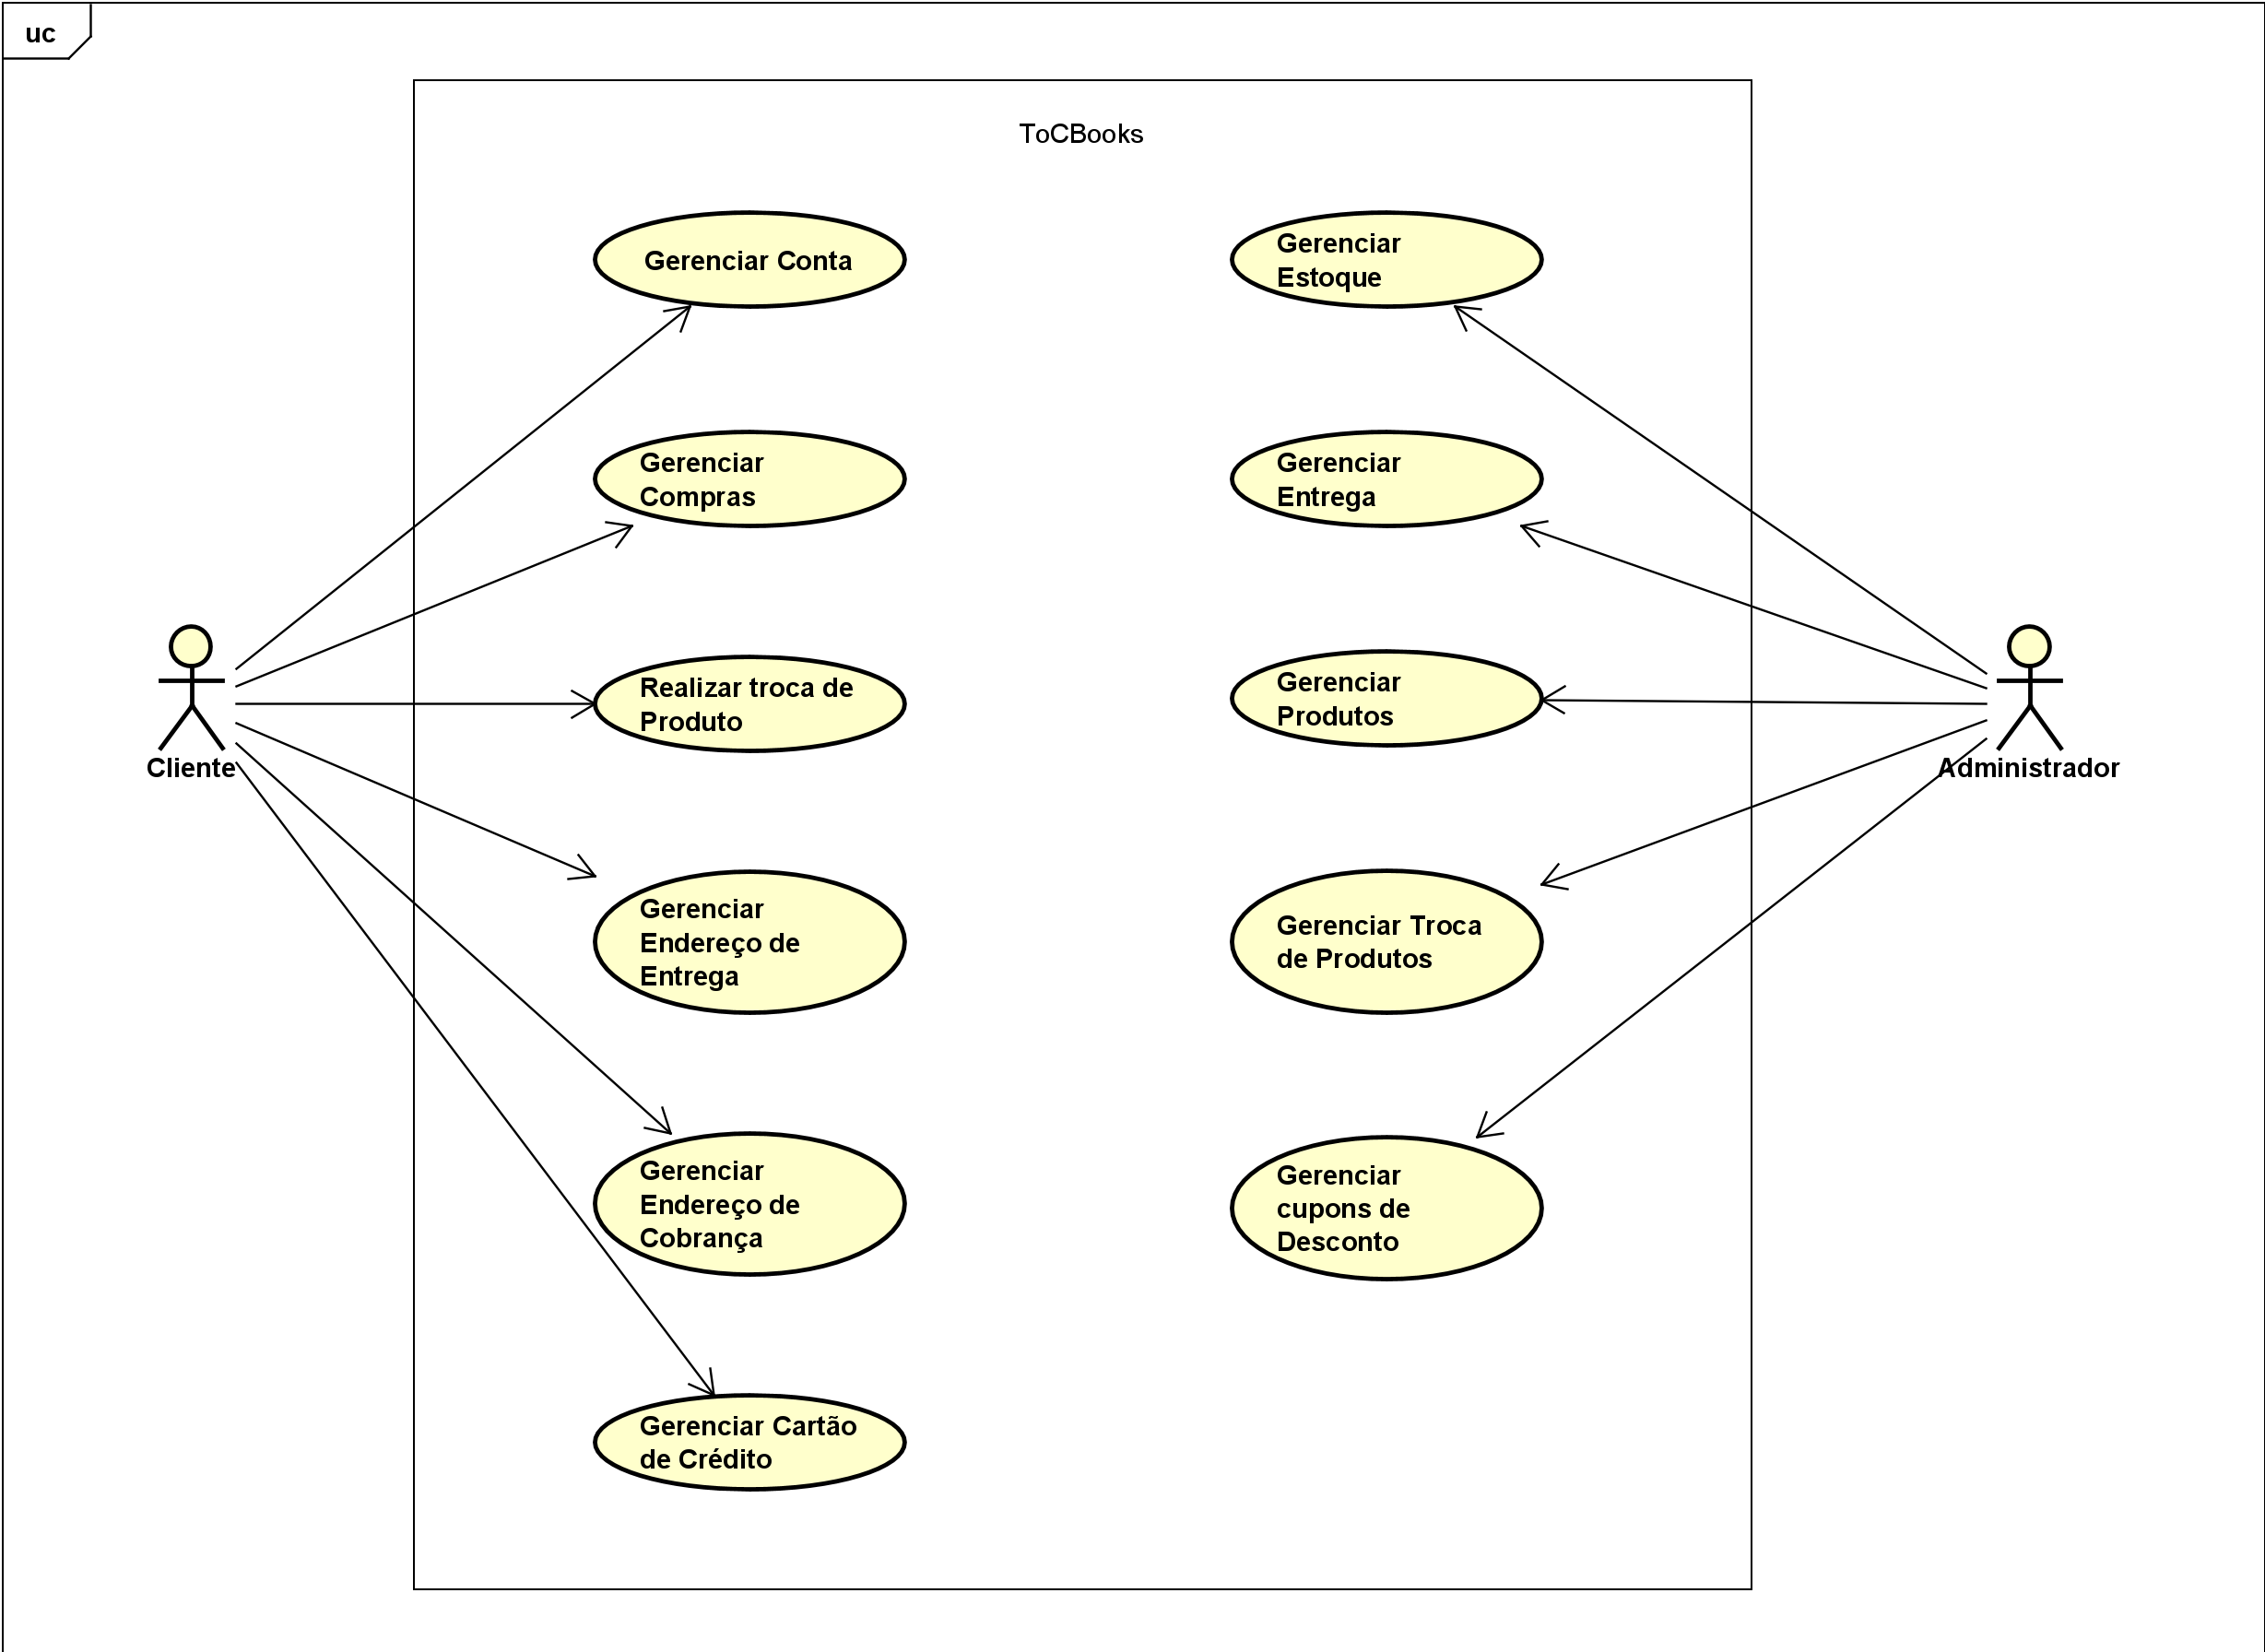 uc
ToCBooks
Gerenciar Conta
Gerenciar
Estoque
Gerenciar
Compras
Gerenciar
Entrega
Realizar troca de
Produto
Gerenciar
Produtos
Cliente
Administrador
Gerenciar
Endereço de
Entrega
Gerenciar Troca
de Produtos
Gerenciar
Endereço de
Cobrança
Gerenciar
cupons de
Desconto
Gerenciar Cartão
de Crédito